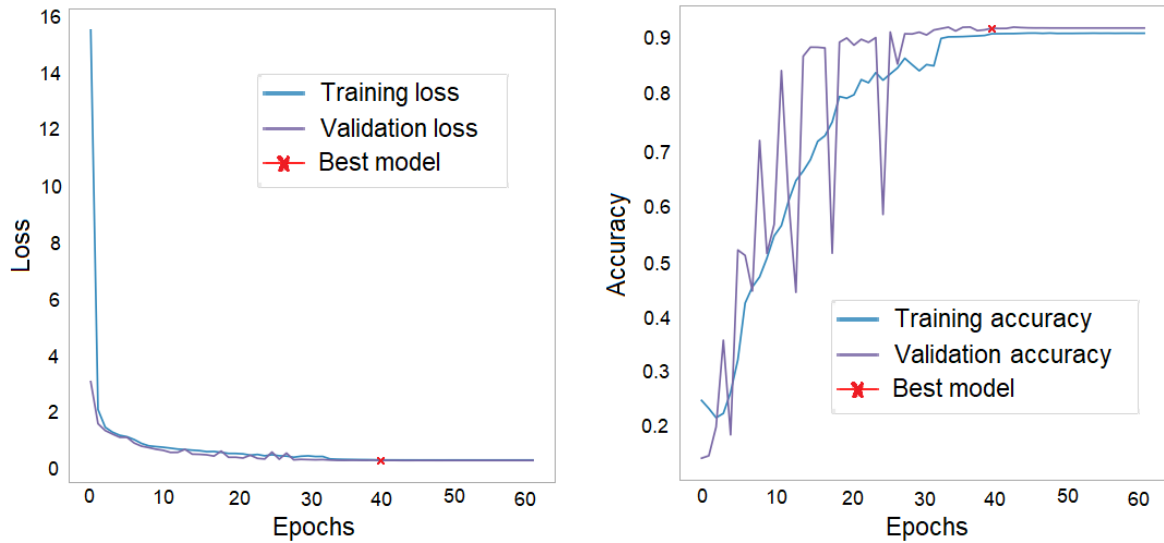 16
14
12
10
8
6
4
2
0
Loss
Training loss
Validation loss
Best model
0 10 20 30 40 50 60
Epochs
0.9
0.8
0.7
0.6
0.5
0.4
0.3
0.2
Accuracy
Training accuracy
Validation accuracy
Best model
0 10 20 30 40 50 60
Epochs